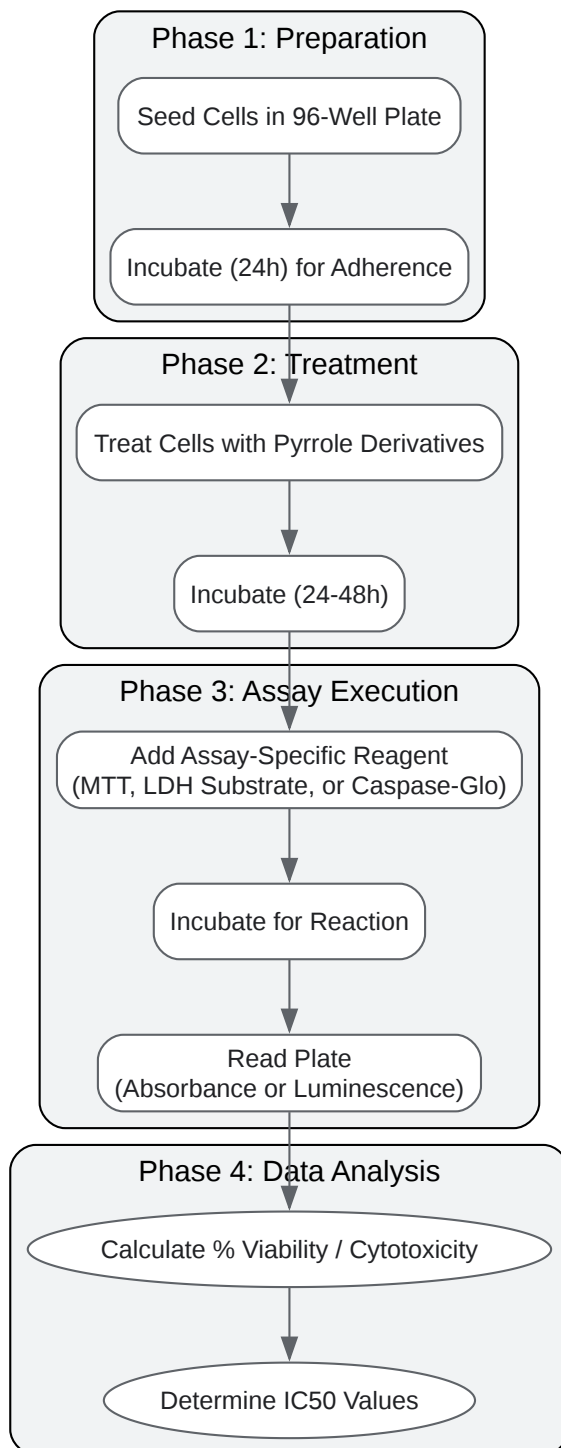 Phase 1: Preparation
Seed Cells in 96-Well Plate
Incubate (24h) for Adherence
Phase 2: Treatment
Treat Cells with Pyrrole Derivatives
Incubate (24-48h)
Phase 3: Assay Execution
Add Assay-Specific Reagent
(MTT, LDH Substrate, or Caspase-Glo)
Incubate for Reaction
Read Plate
(Absorbance or Luminescence)
Phase 4: Data Analysis
Calculate % Viability / Cytotoxicity
Determine IC50 Values